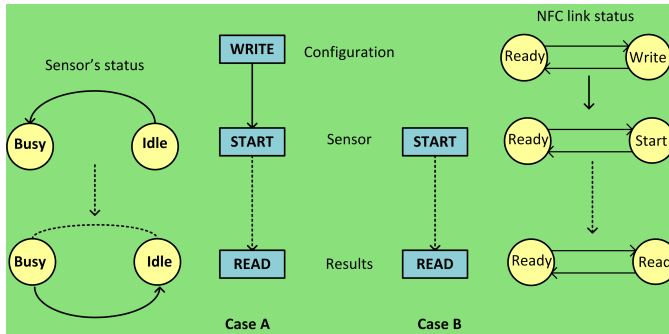 NFC link status
WRITE
Configuration
Ready
Write
Sensor's status
Busy
Idle
START
Sensor
START
Ready
Start
Busy
Idle
READ
Results
READ
Ready
Read
Case A
Case B